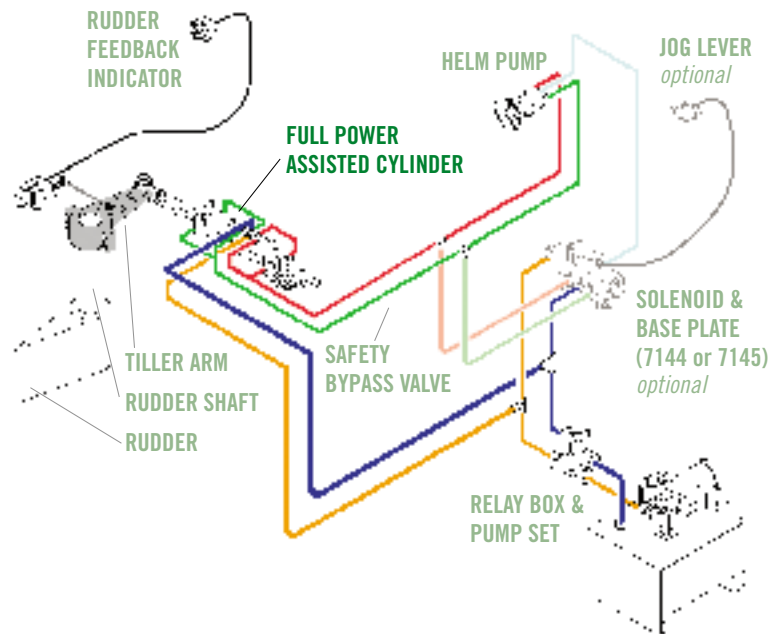 RUDDER
FEEDBACK
INDICATOR
HELM PUMP
JOG LEVER
optional
FULL POWER
ASSISTED CYLINDER
SOLENOID &
BASE PLATE
(7144 or 7145)
optional
SAFETY
BYPASS VALVE
TILLER ARM
RUDDER SHAFT
RUDDER
RELAY BOX &
PUMP SET